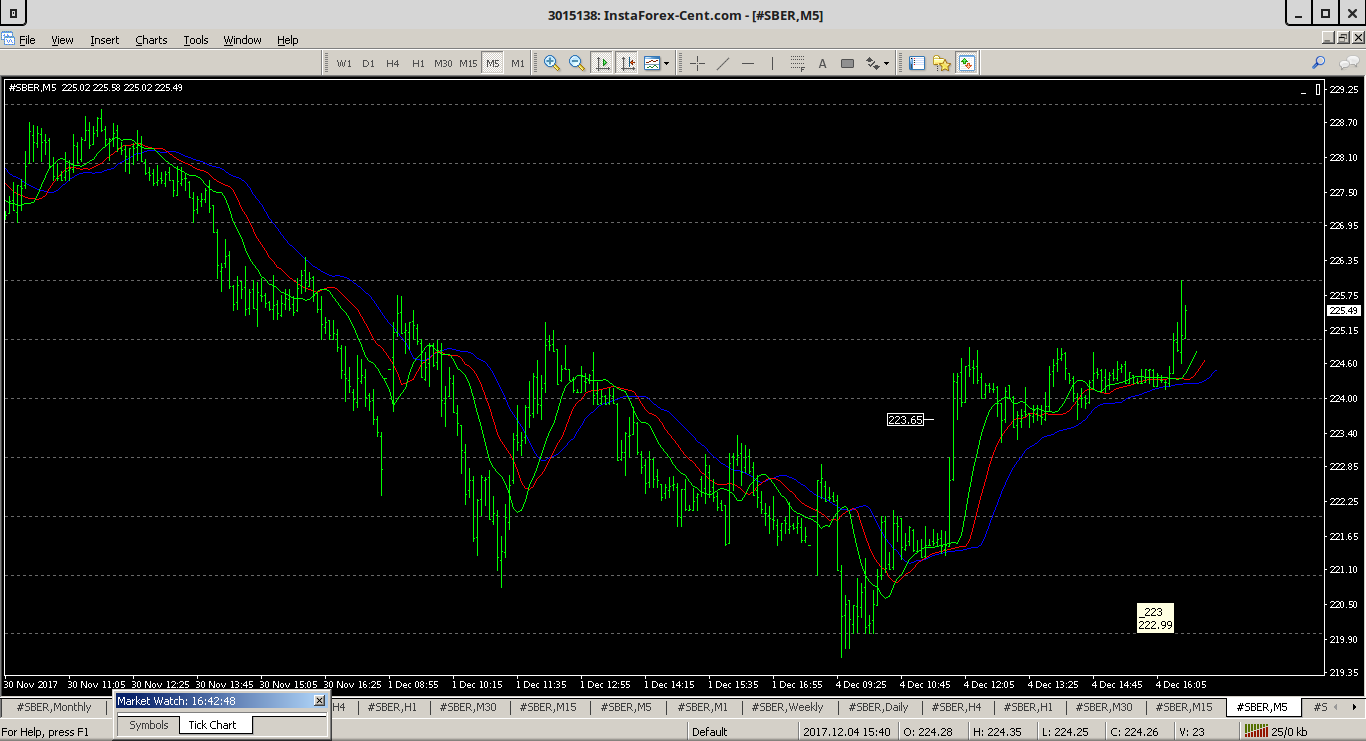 3015138: InstaForex-Cent.com - [#SBER,M5]
File View Insert Charts Tools Window Help
W1 D1 H4 H1 M30 M15 M5 M1
A
#SBER,M5 225.02 225.58 225.02 225.49
229.25
228.70
228.10
227.50
226.95
226.35
225.75
225.49
225.15
224.60
224.00
223.65
223.40
222.85
222.25
221.65
221.10
220.50
_223
222.99
219.90
219.35
30 Nov 2017 30 Nov 11:05 30 Nov 12:25 30 Nov 13:45 30 Nov 15:05 30 Nov 16:25 1 Dec 08:55 1 Dec 10:15 1 Dec 11:35 1 Dec 12:55 1 Dec 14:15 1 Dec 15:35 1 Dec 16:55 4 Dec 09:25 4 Dec 10:45 4 Dec 12:05 4 Dec 13:25 4 Dec 14:45 4 Dec 16:05
Market Watch: 16:42:48
#SBER,Monthly H4 #SBER,H1 #SBER,M30 #SBER,M15 #SBER,M5 #SBER,M1 #SBER,Weekly #SBER,Daily #SBER,H4 #SBER,H1 #SBER,M30 #SBER,M15 #SBER,M5 #S
Symbols Tick Chart
For Help, press F1 Default 2017.12.04 15:40 O: 224.28 H: 224.35 L: 224.25 C: 224.26 V: 23 25/0 kb